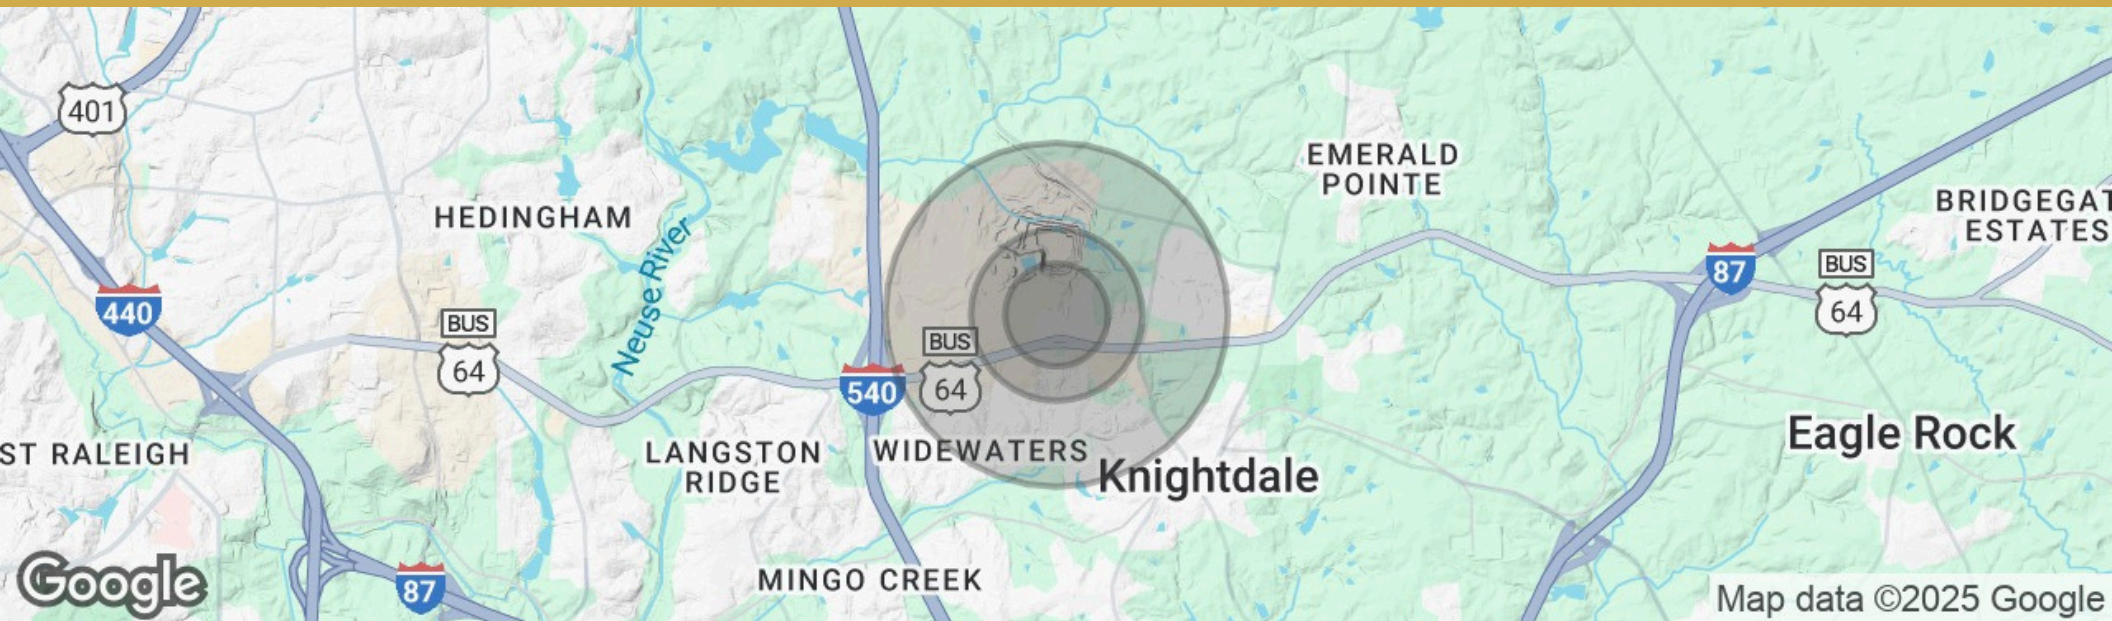 401
EMERALD
POINTE
BRIDGEGAT
ESTATES
HEDINGHAM
Neuse River
87
BUS
64
440
BUS
64
BUS
64
540
Eagle Rock
ST RALEIGH
LANGSTON
RIDGE
WIDEWATERS
Knightdale
MINGO CREEK
87
Google
Map data ©2025 Google